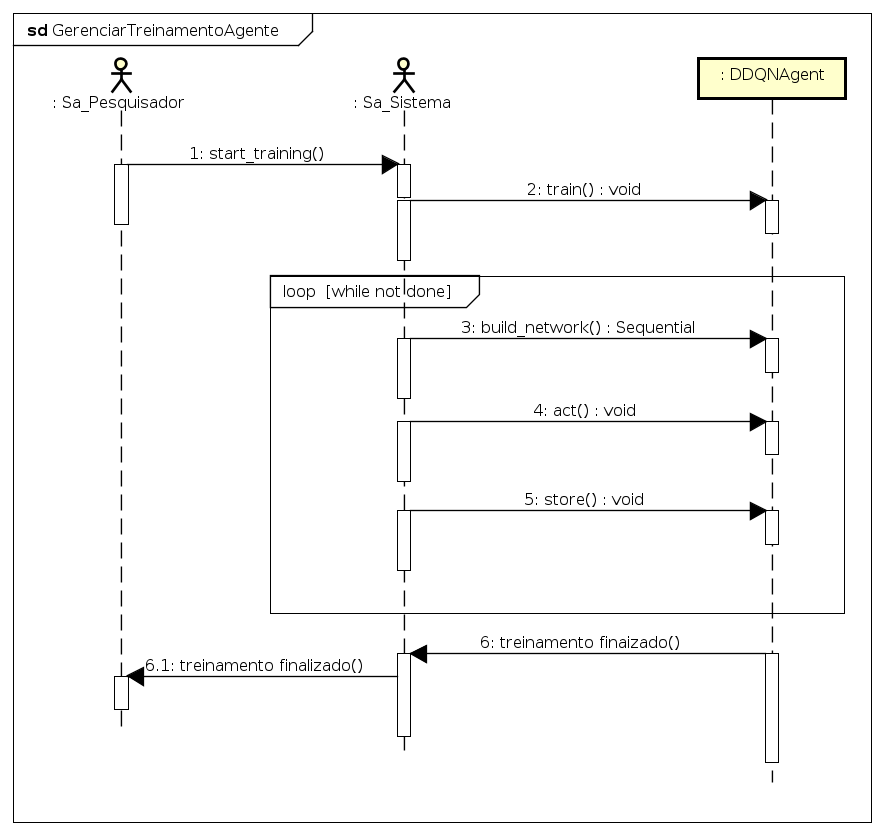 sd GerenciarTreinamentoAgente
: Sa_Pesquisador
: Sa_Sistema
: DDQNAgent
1: start_training()
2: train() : void
loop [while not done]
3: build_network() : Sequential
4: act() : void
5: store() : void
6: treinamento finaizado()
6.1: treinamento finalizado()